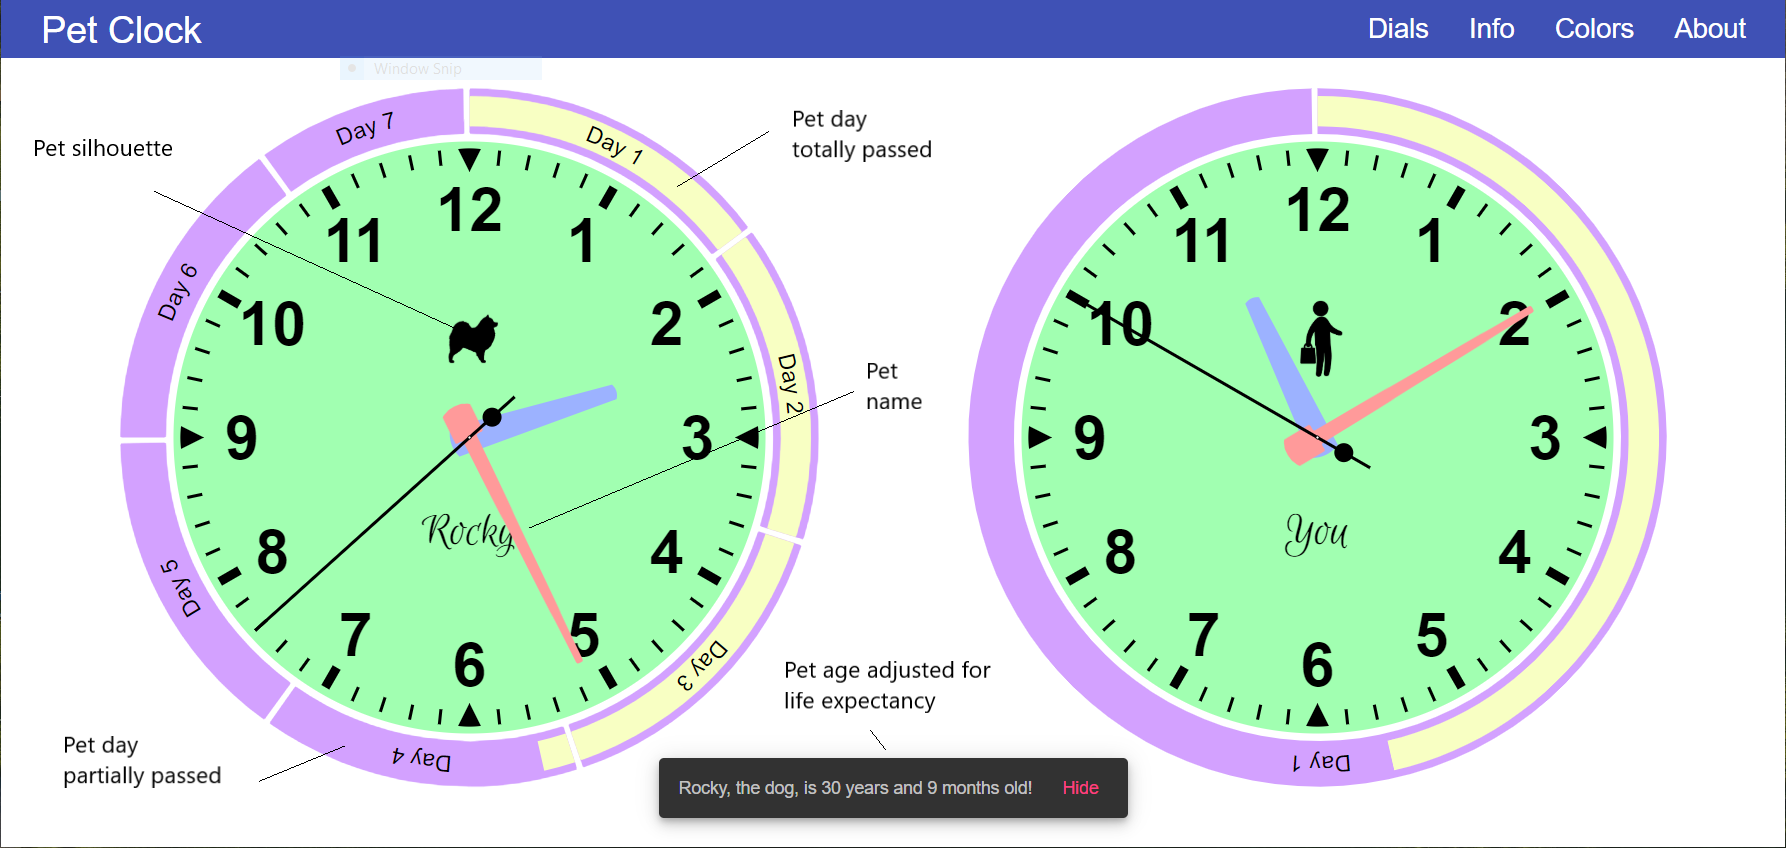 Pet Clock
Dials Info Colors About
Window Snip
Pet silhouette
Pet day
totally passed
Pet
name
Pet age adjusted for
life expectancy
Pet day
partially passed
Day 1
Day 2
Day 3
Day 4
Day 5
Day 6
Day 7
12
1
2
3
4
5
6
7
8
9
10
11
Rocky
12
1
2
3
4
5
6
7
8
9
10
11
You
Day 1
Rocky, the dog, is 30 years and 9 months old! Hide